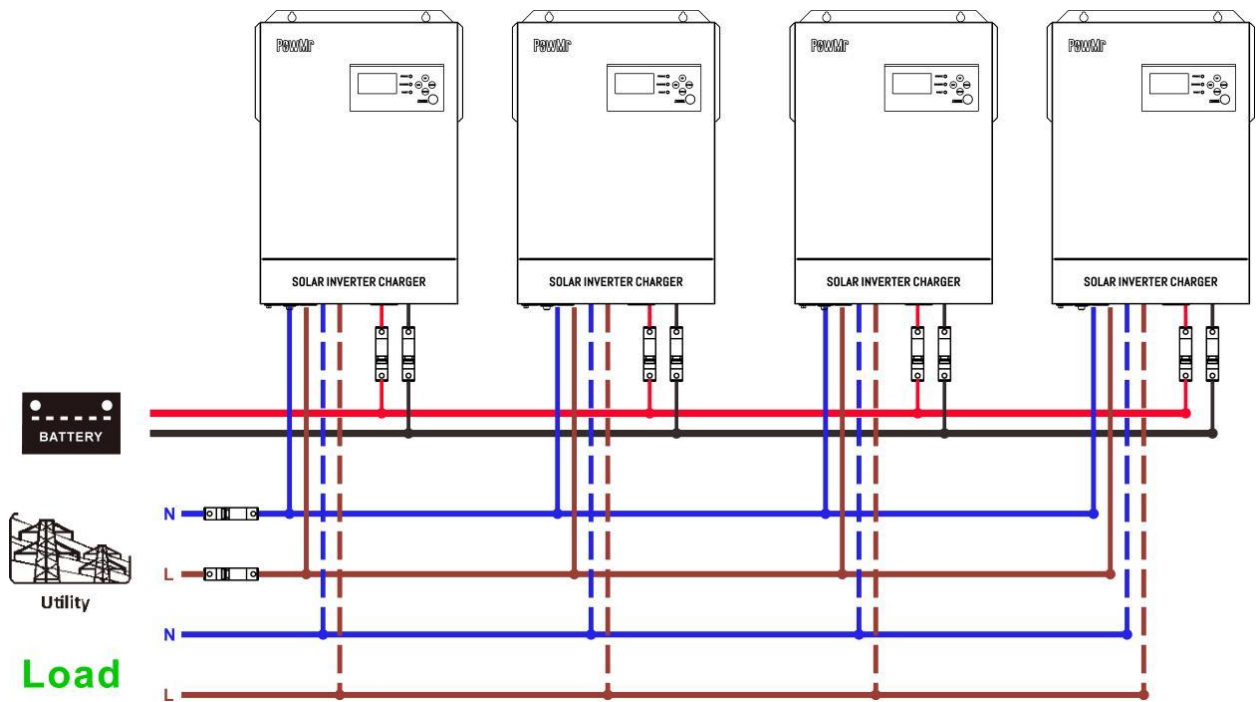 PowMr
PowMr
PowMr
PowMr
SOLAR INVERTER CHARGER
SOLAR INVERTER CHARGER
SOLAR INVERTER CHARGER
SOLAR INVERTER CHARGER
BATTERY
N
L
Utility
N
Load
L